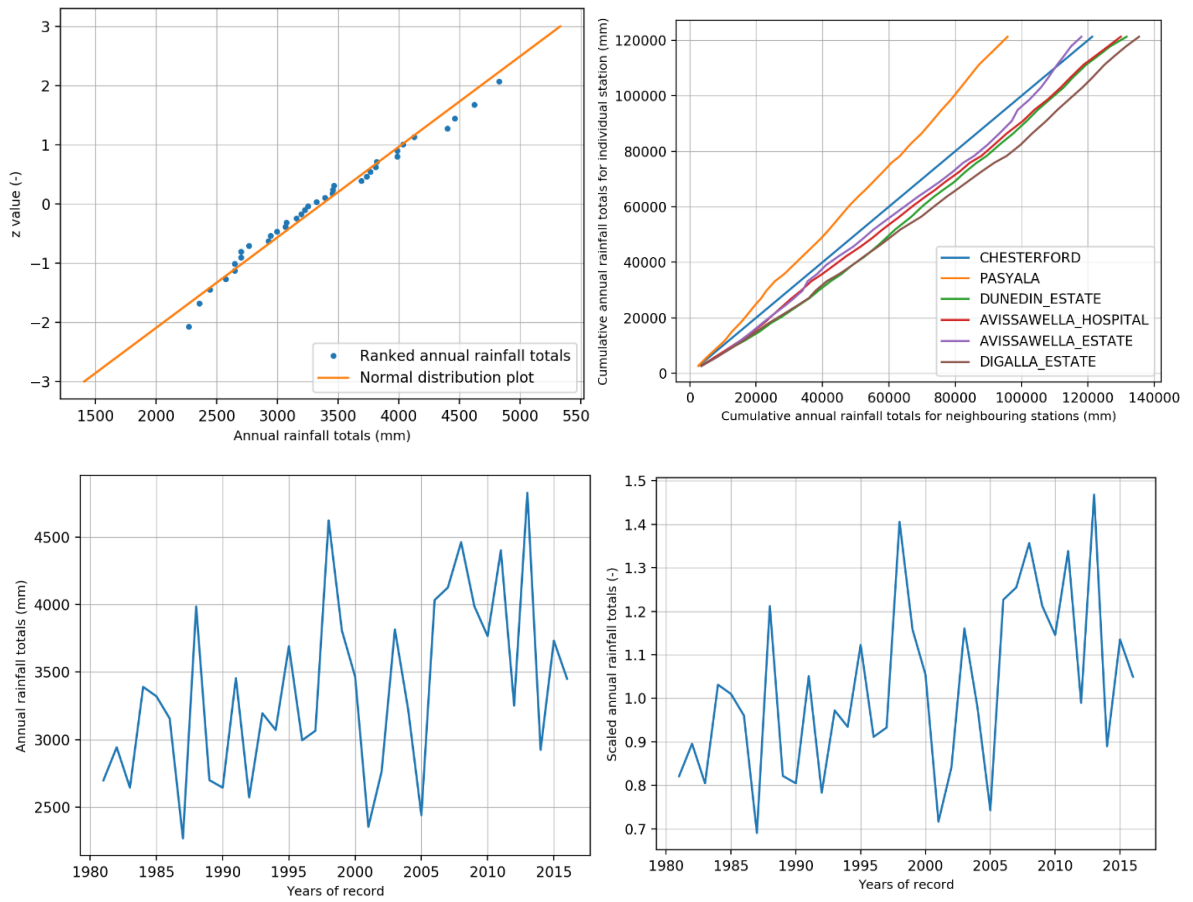 3
2
1
0
−1
−2
−3
z value (-)
Ranked annual rainfall totals
Normal distribution plot
1500 2000 2500 3000 3500 4000 4500 5000 550
Annual rainfall totals (mm)
120000
100000
80000
60000
40000
20000
0
Cumulative annual rainfall totals for individual station (mm)
CHESTERFORD
PASYALA
DUNEDIN_ESTATE
AVISSAWELLA_HOSPITAL
AVISSAWELLA_ESTATE
DIGALLA_ESTATE
0 20000 40000 60000 80000 100000 120000 140000
Cumulative annual rainfall totals for neighbouring stations (mm)
4500
4000
3500
3000
2500
Annual rainfall totals (mm)
1980 1985 1990 1995 2000 2005 2010 2015
Years of record
1.5
1.4
1.3
1.2
1.1
1.0
0.9
0.8
0.7
Scaled annual rainfall totals (-)
1980 1985 1990 1995 2000 2005 2010 2015
Years of record